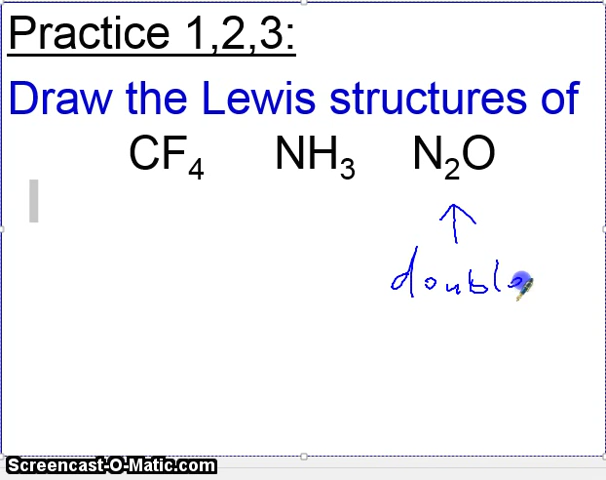 Practice 1,2,3:
Draw the Lewis structures of
CF₄ NH₃ N₂O
double
Screencast-O-Matic.com